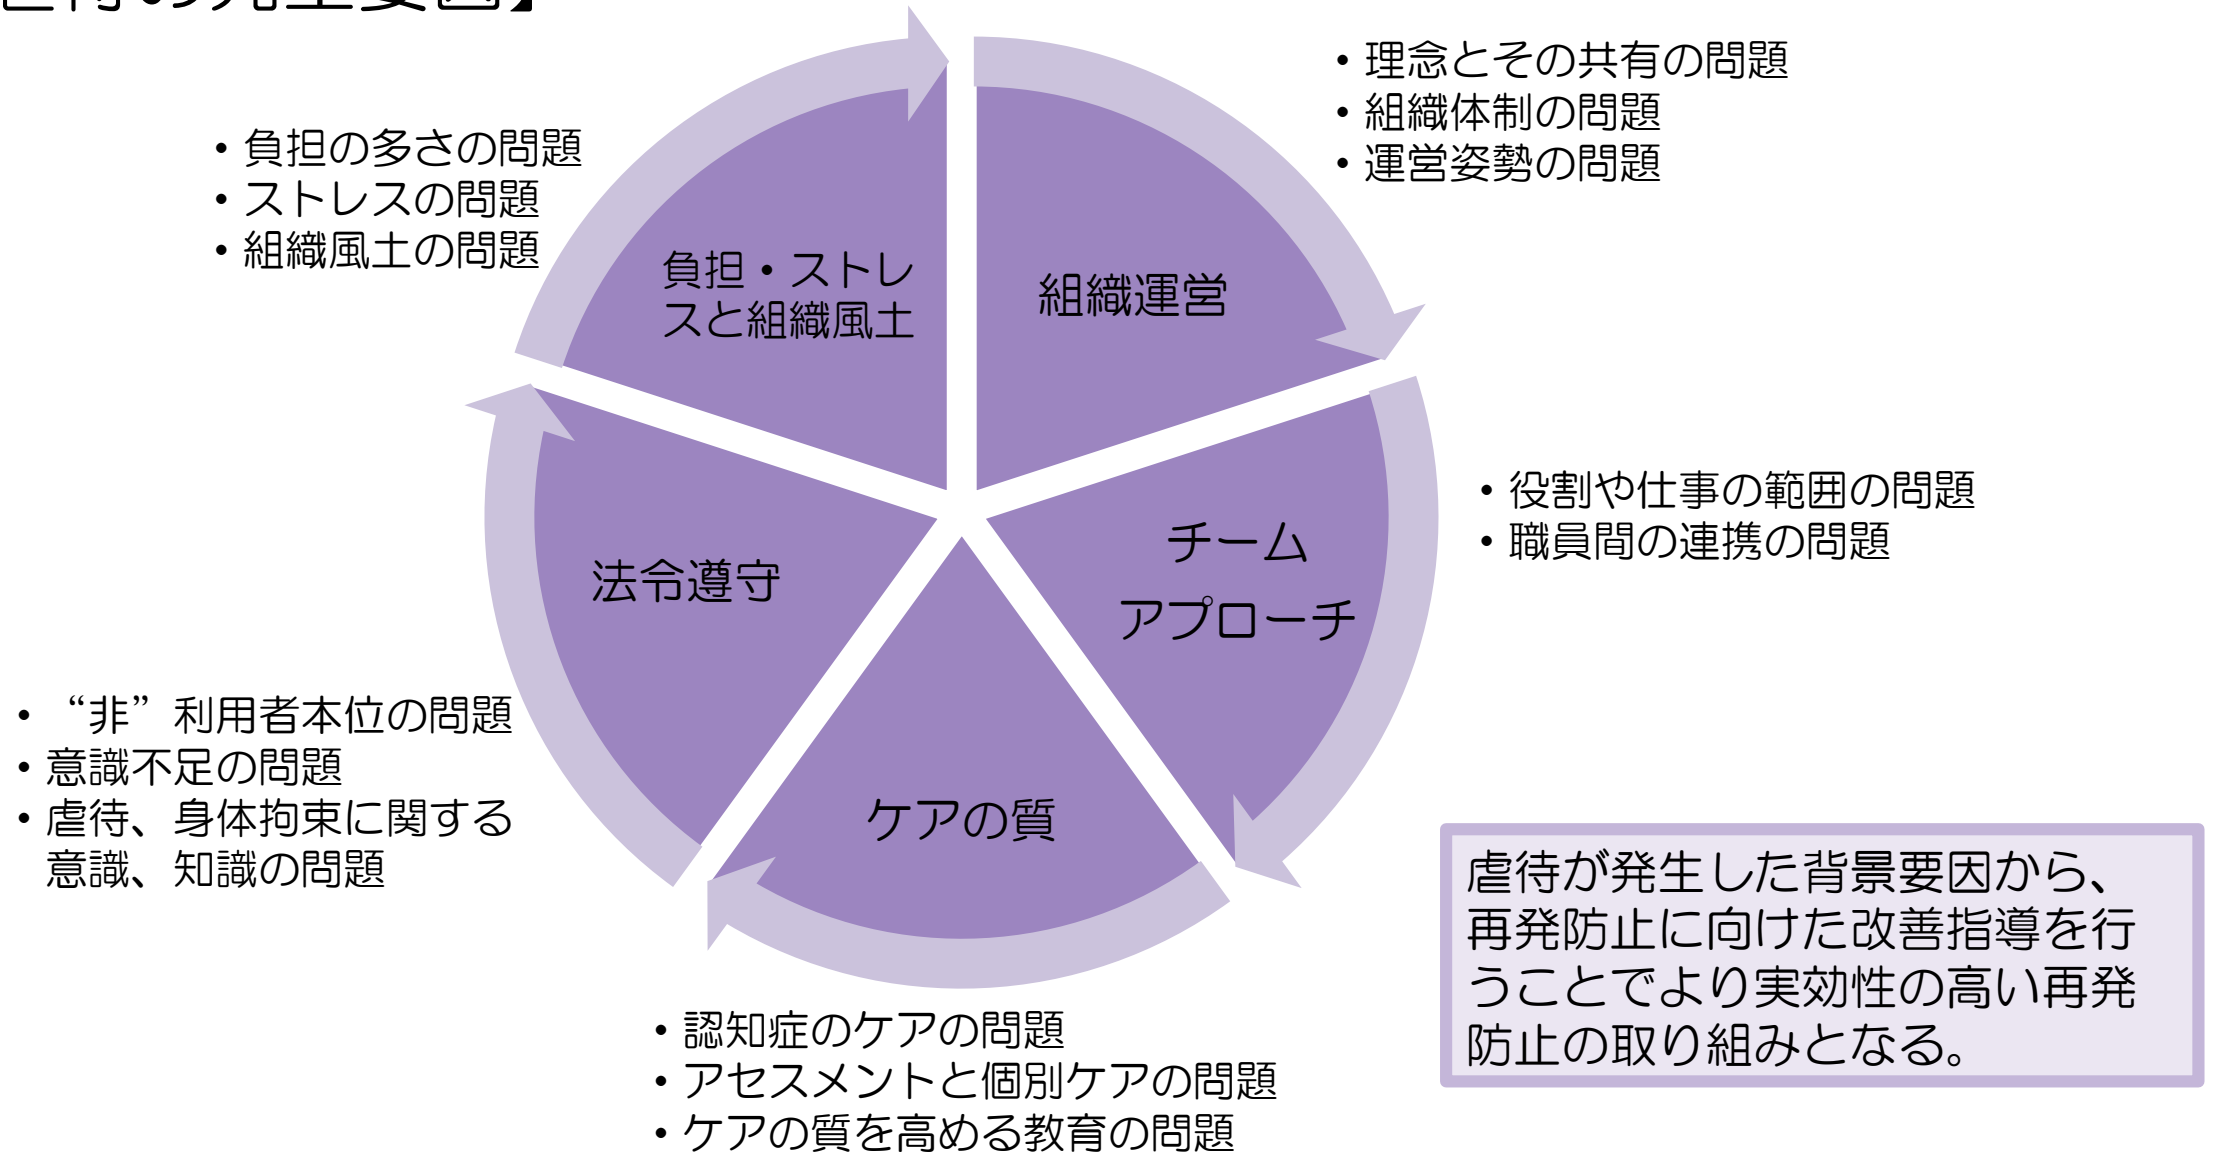 ・理念とその共有の問題
・組織体制の問題
・運営姿勢の問題
・負担の多さの問題
・ストレスの問題
・組織風土の問題
負担・ストレ
スと組織風土
組織運営
・役割や仕事の範囲の問題
・職員間の連携の問題
チーム
アプローチ
法令遵守
・“非”利用者本位の問題
・意識不足の問題
・虐待、身体拘束に関する
意識、知識の問題
ケアの質
虐待が発生した背景要因から、
再発防止に向けた改善指導を行
うことでより実効性の高い再発
防止の取り組みとなる。
・認知症のケアの問題
・アセスメントと個別ケアの問題
・ケアの質を高める教育の問題